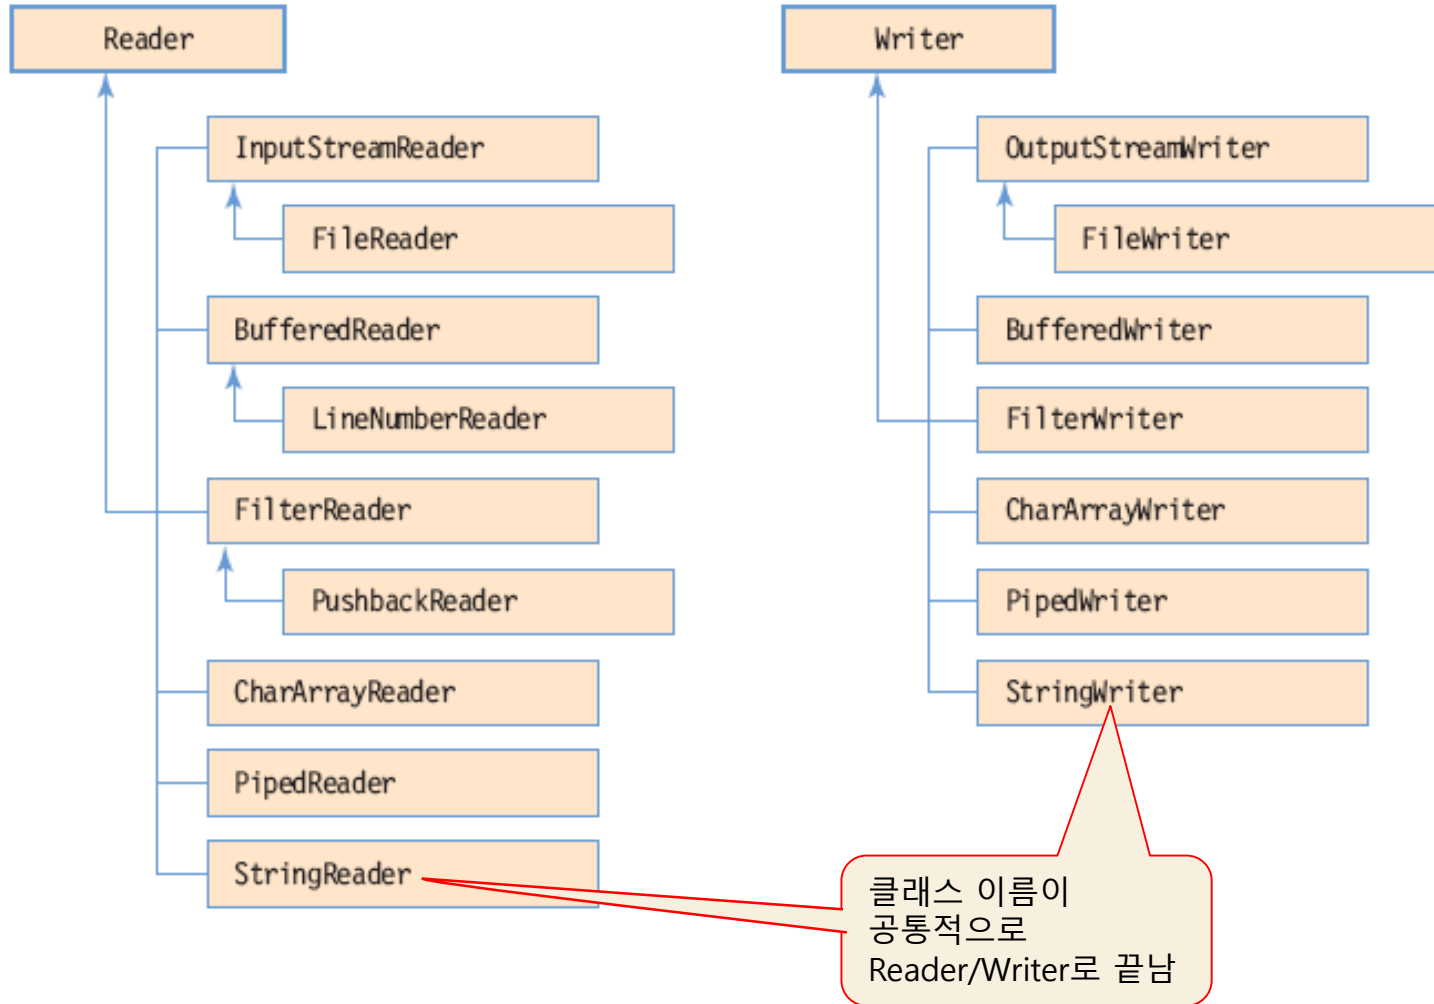 Reader
InputStreamReader
FileReader
BufferedReader
LineNumberReader
FilterReader
PushbackReader
CharArrayReader
PipedReader
StringReader
Writer
OutputStreamWriter
FileWriter
BufferedWriter
FilterWriter
CharArrayWriter
PipedWriter
StringWriter
클래스 이름이
공통적으로
Reader/Writer로 끝남